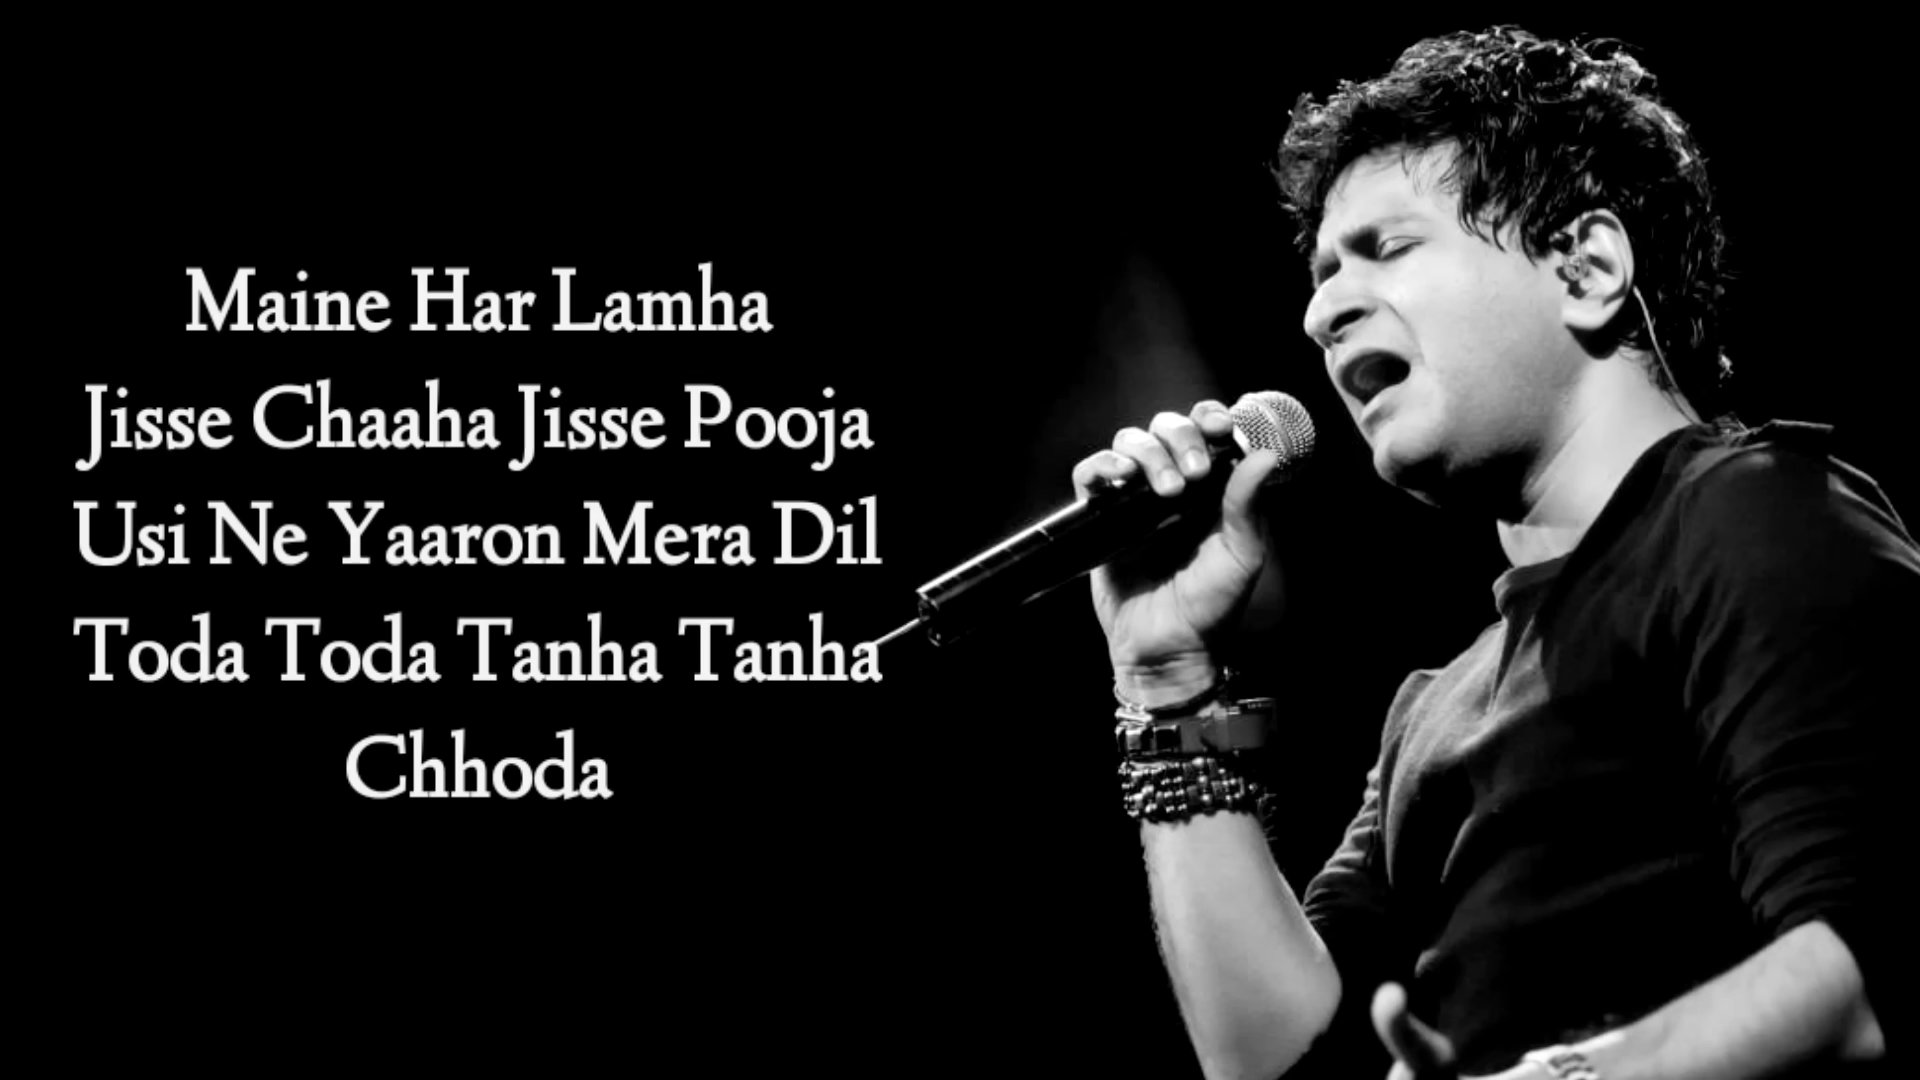 Maine Har Lamha
Jisse Chaaha Jisse Pooja
Usi Ne Yaaron Mera Dil
Toda Toda Tanha Tanha
Chhoda